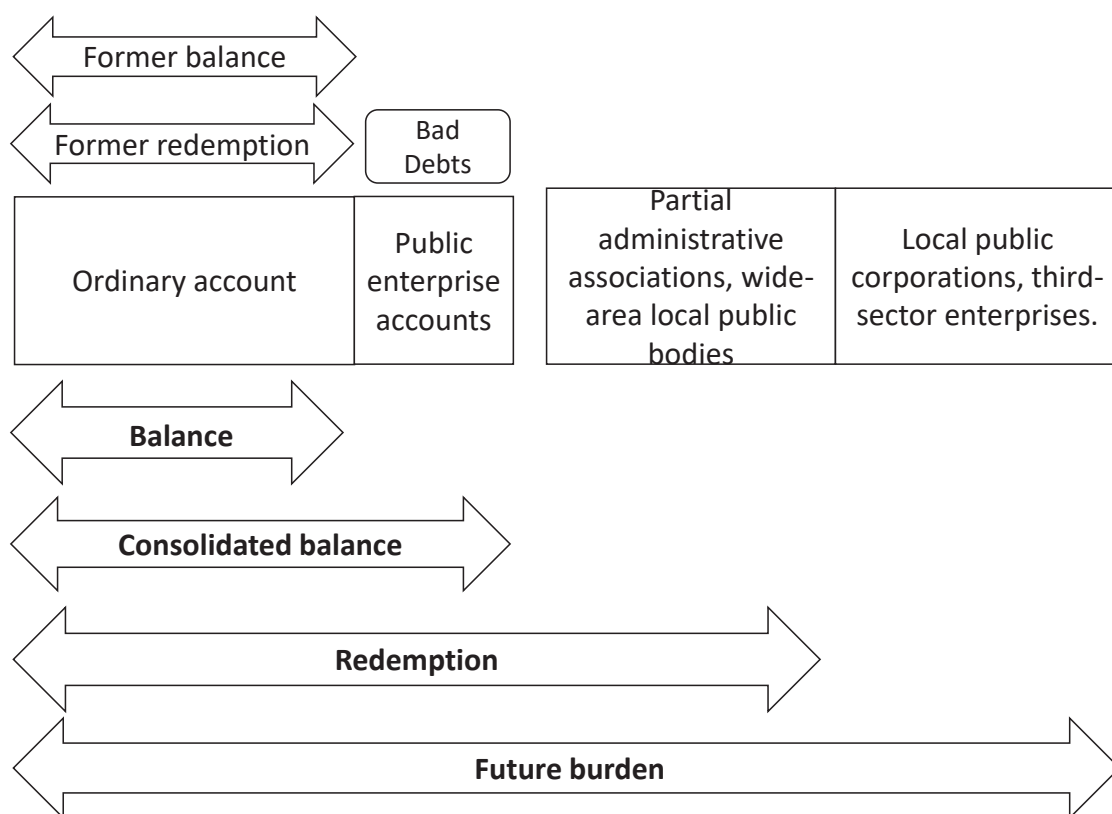 Former balance
Former redemption
Bad
Debts
Ordinary account
Public
enterprise
accounts
Partial
administrative
associations, wide-
area local public
bodies
Local public
corporations, third-
sector enterprises.
Balance
Consolidated balance
Redemption
Future burden